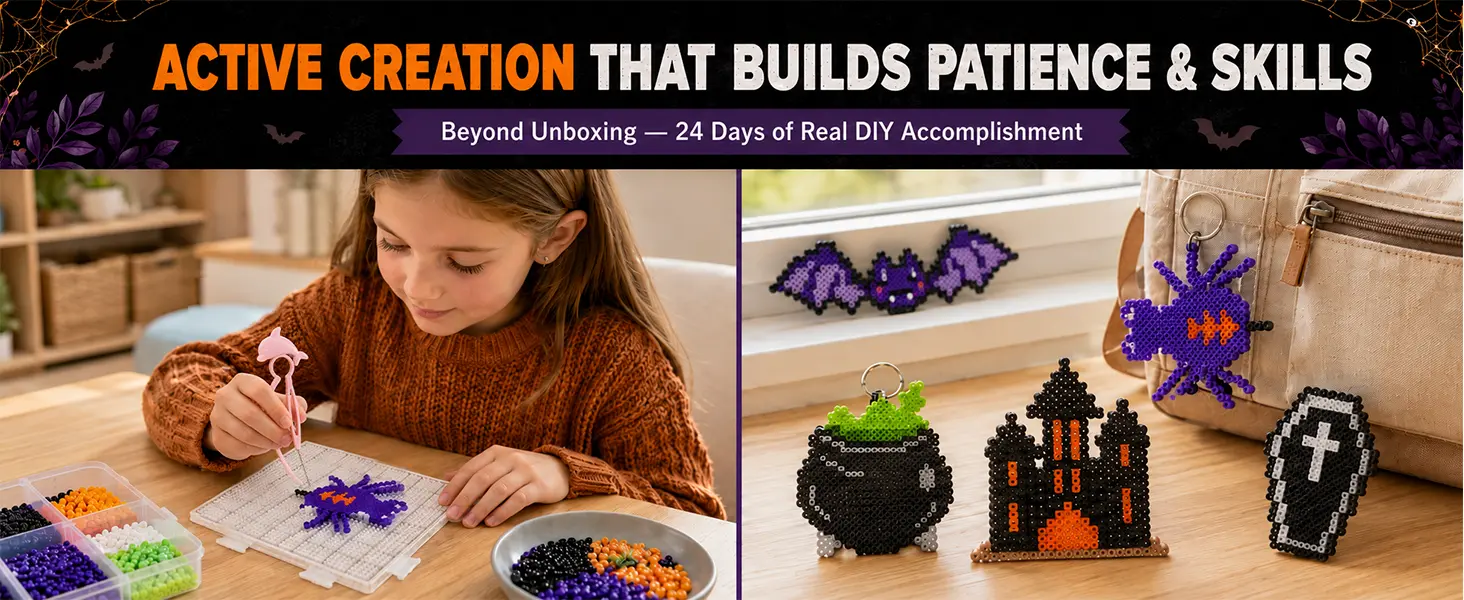 ACTIVE CREATION THAT BUILDS PATIENCE & SKILLS
Beyond Unboxing — 24 Days of Real DIY Accomplishment